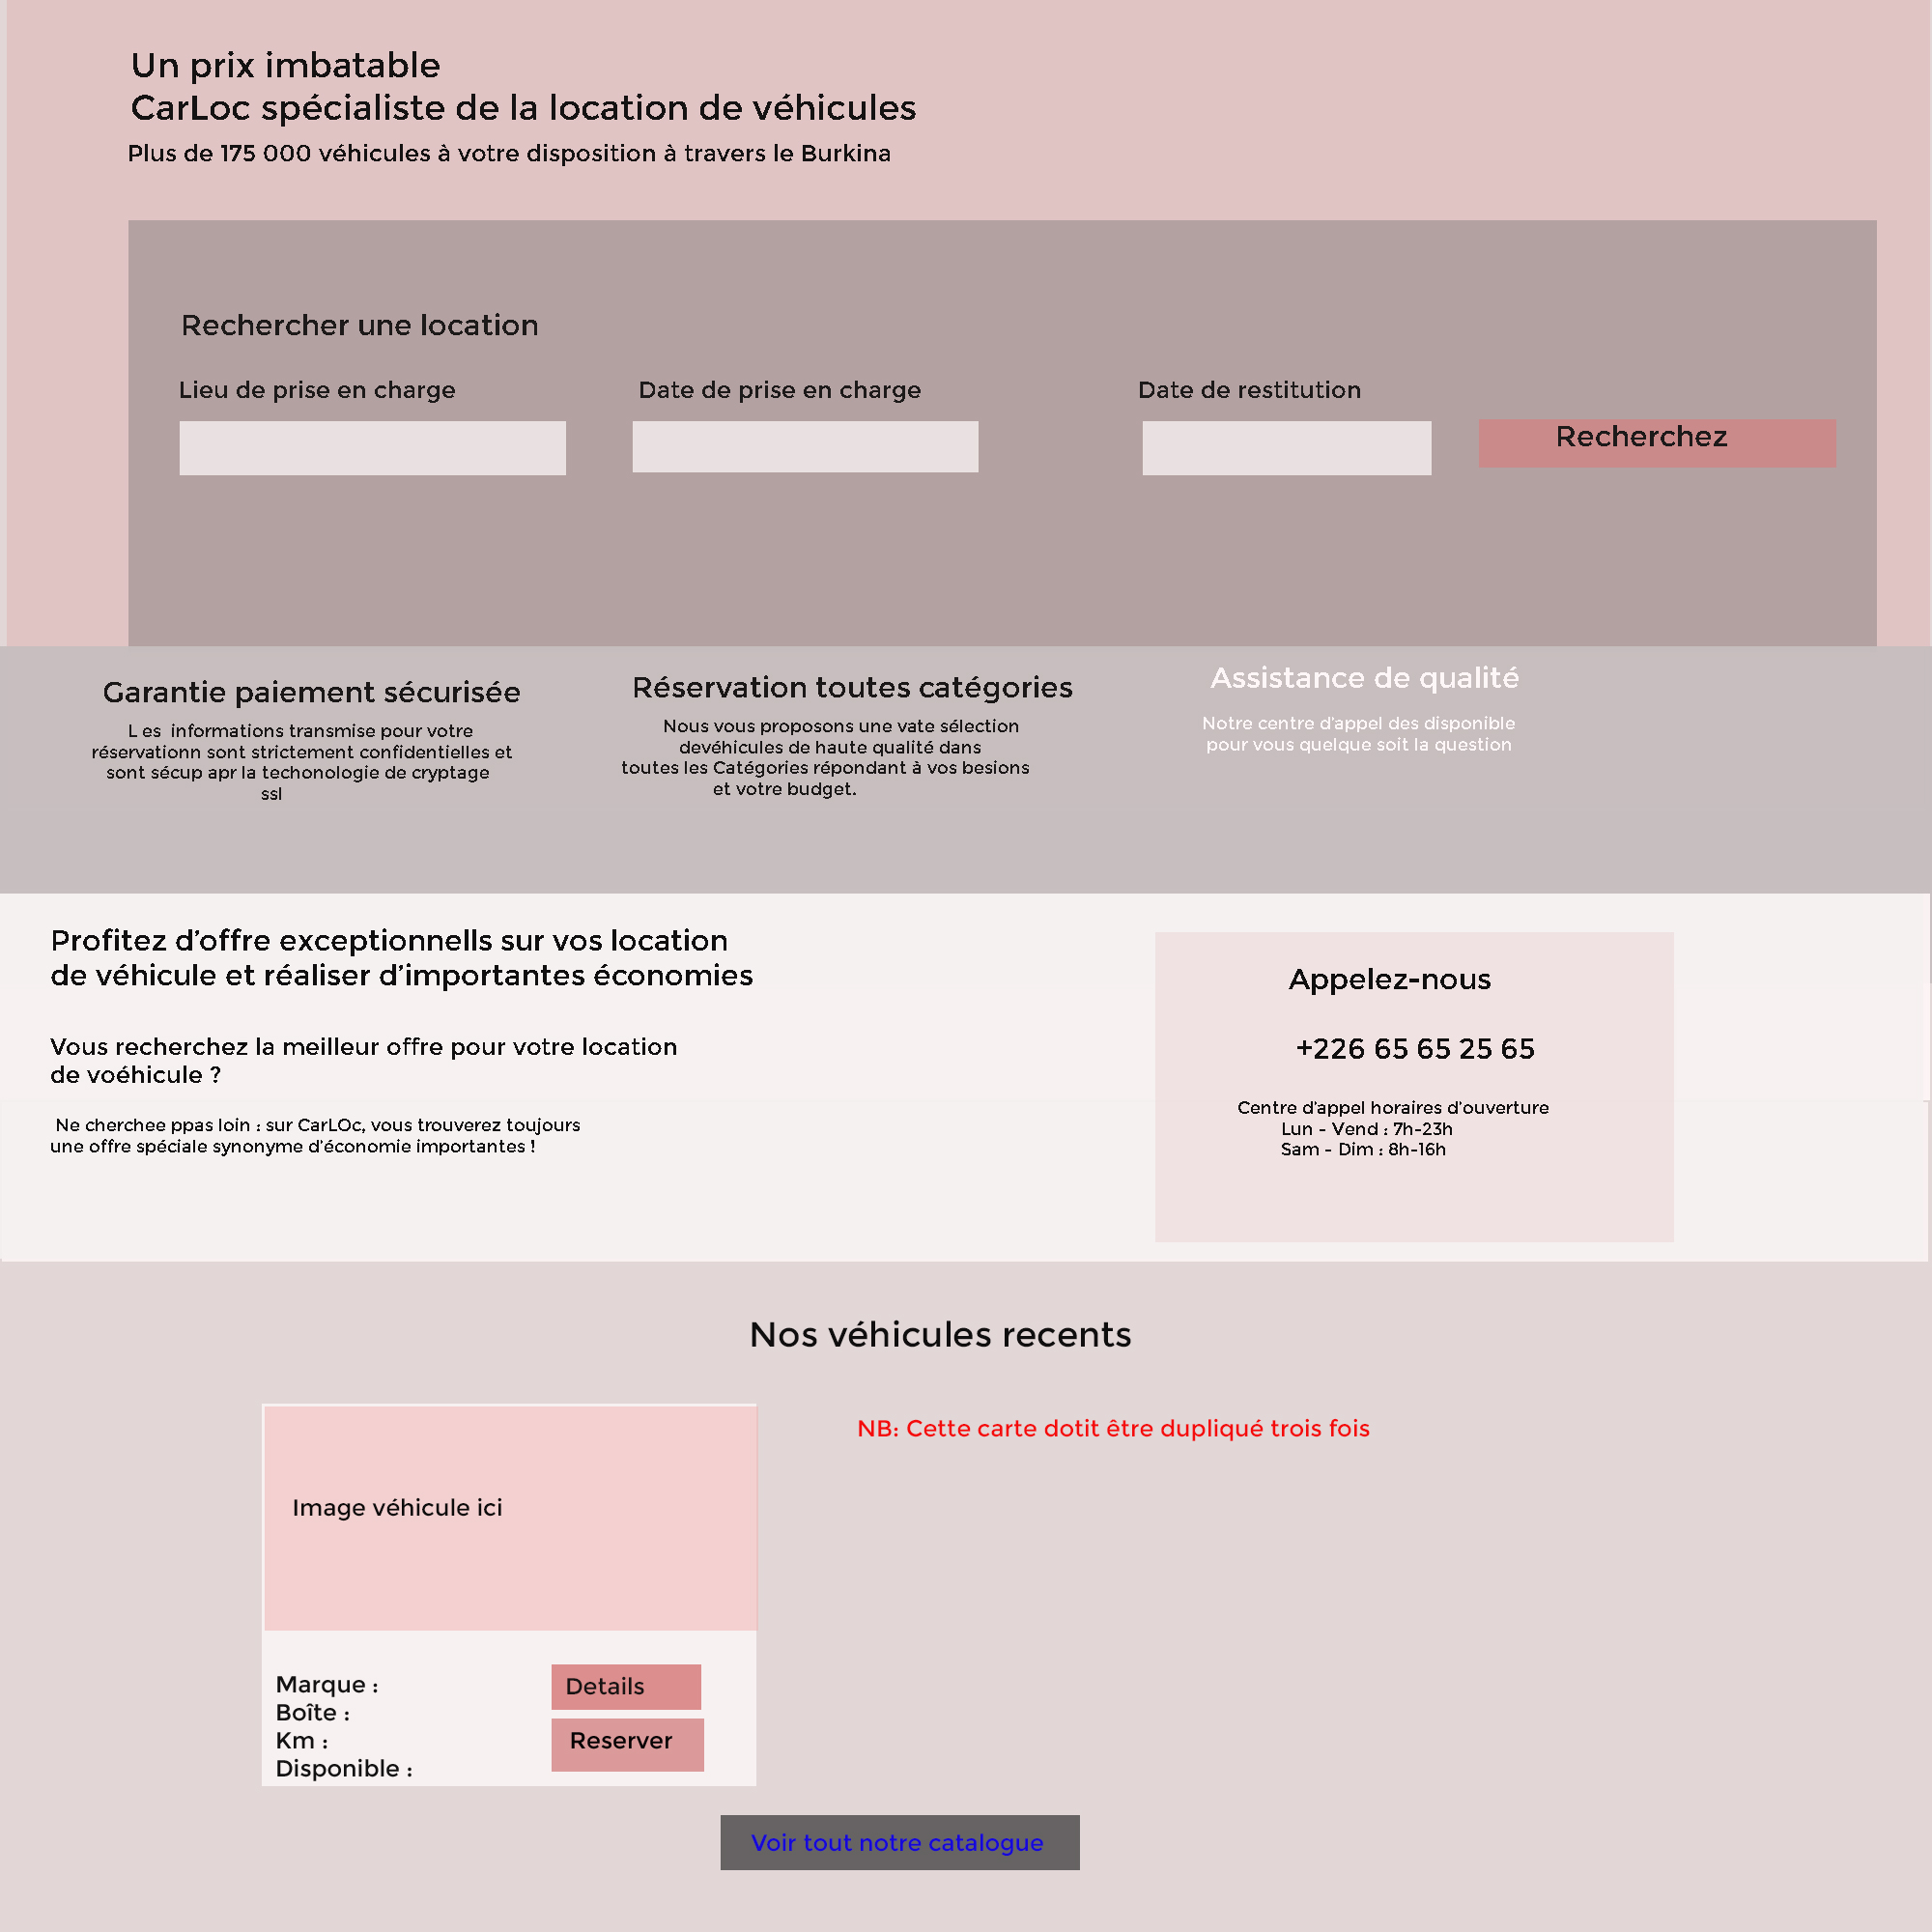 Un prix imbatable
CarLoc spécialiste de la location de véhicules
Plus de 175 000 véhicules à votre disposition à travers le Burkina
Rechercher une location
Lieu de prise en charge
Date de prise en charge
Date de restitution
Recherchez
Garantie paiement sécurisée
L es informations transmise pour votre
réservationn sont strictement confidentielles et
sont sécup apr la techonologie de cryptage
ssl
Réservation toutes catégories
Nous vous proposons une vate sélection
devéhicules de haute qualité dans
toutes les Catégories répondant à vos besions
et votre budget.
Assistance de qualité
Notre centre d'appel des disponible
pour vous quelque soit la question
Profitez d'offre exceptionnells sur vos location
de véhicule et réaliser d'importantes économies
Vous recherchez la meilleur offre pour votre location
de voéhicule ?
Ne cherchee ppas loin : sur CarLOc, vous trouverez toujours
une offre spéciale synonyme d'économie importantes !
Appelez-nous
+226 65 65 25 65
Centre d'appel horaires d'ouverture
Lun - Vend : 7h-23h
Sam - Dim : 8h-16h
Nos véhicules recents
NB: Cette carte dotit être dupliqué trois fois
Image véhicule ici
Marque :
Boîte :
Km :
Disponible :
Details
Reserver
Voir tout notre catalogue